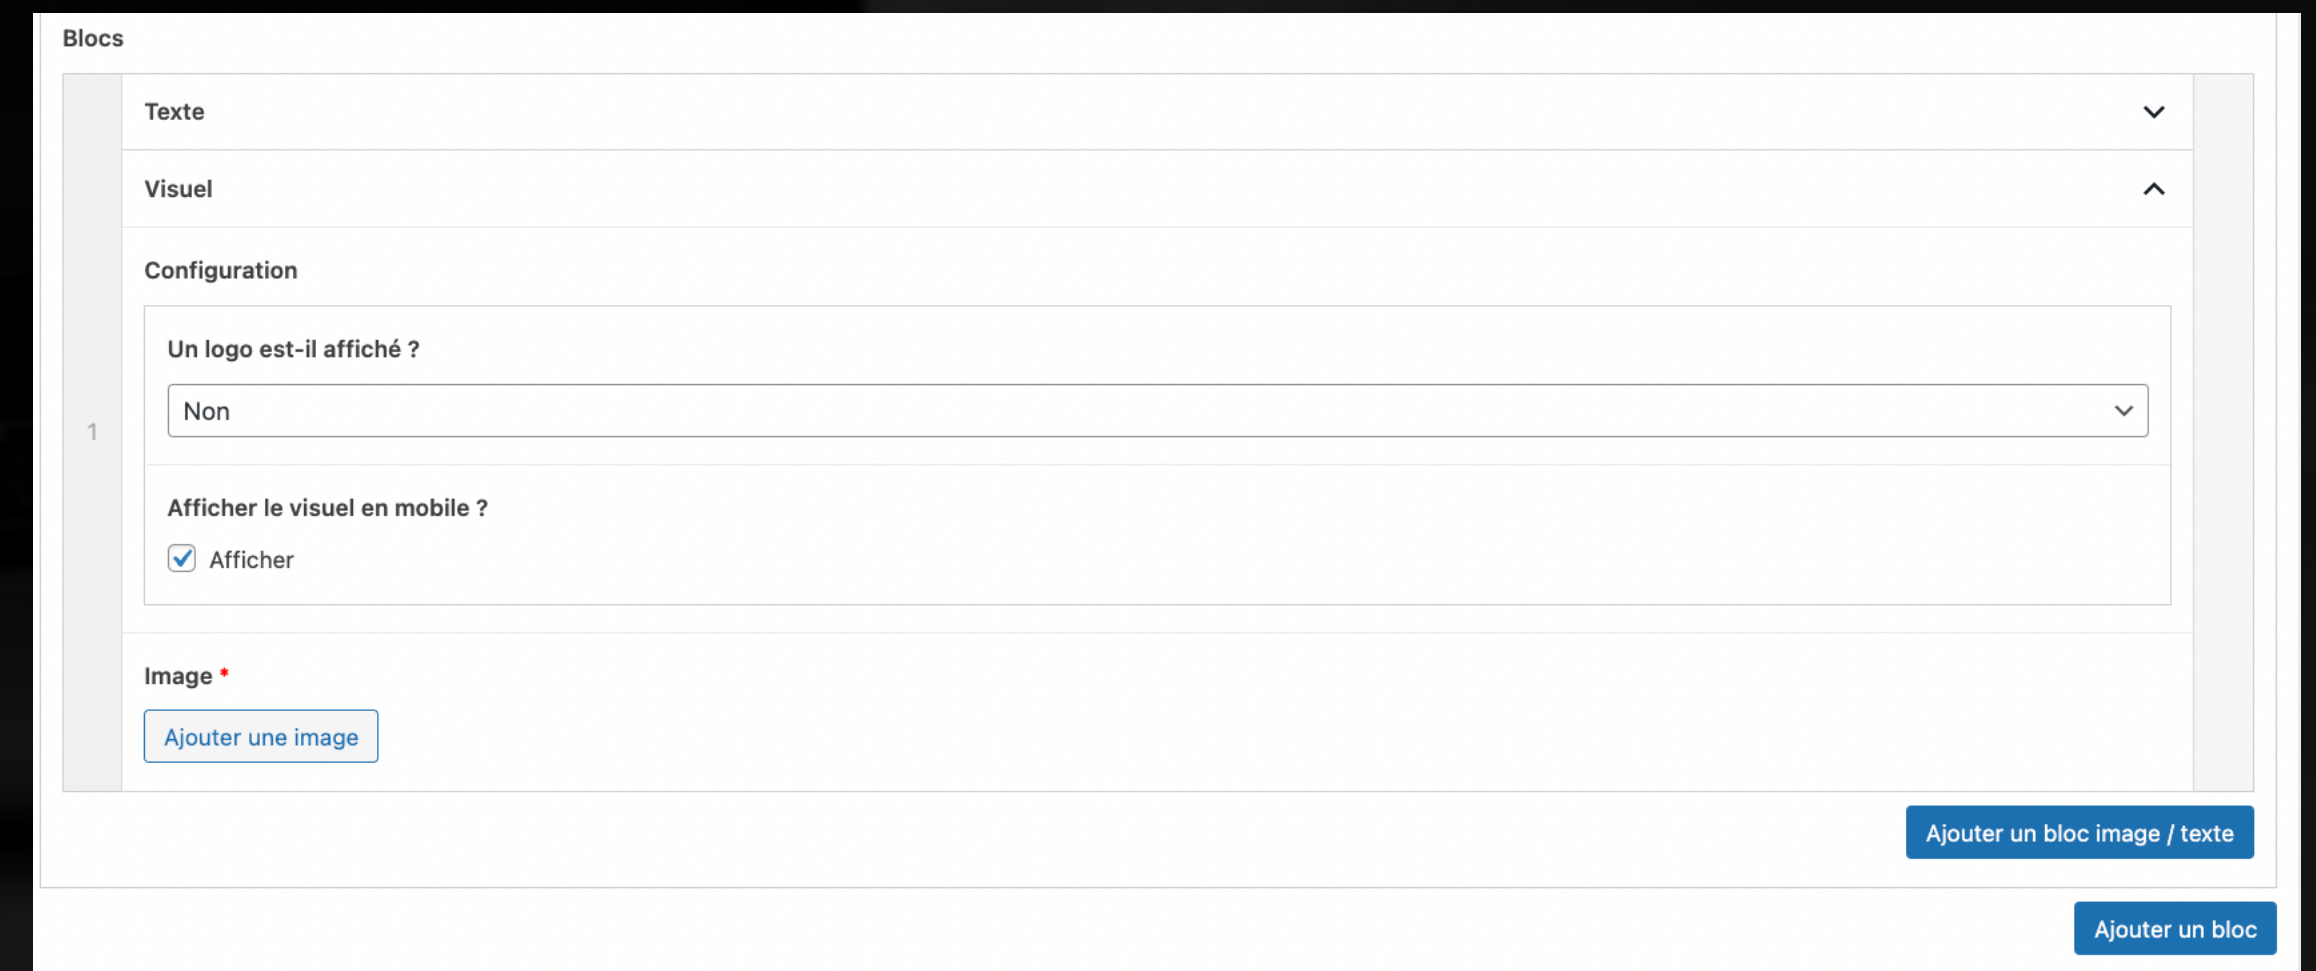 Blocs
Texte
Visuel
Configuration
Un logo est-il affiché ?
Non
1
Afficher le visuel en mobile ?
Afficher
Image *
Ajouter une image
Ajouter un bloc image / texte
Ajouter un bloc